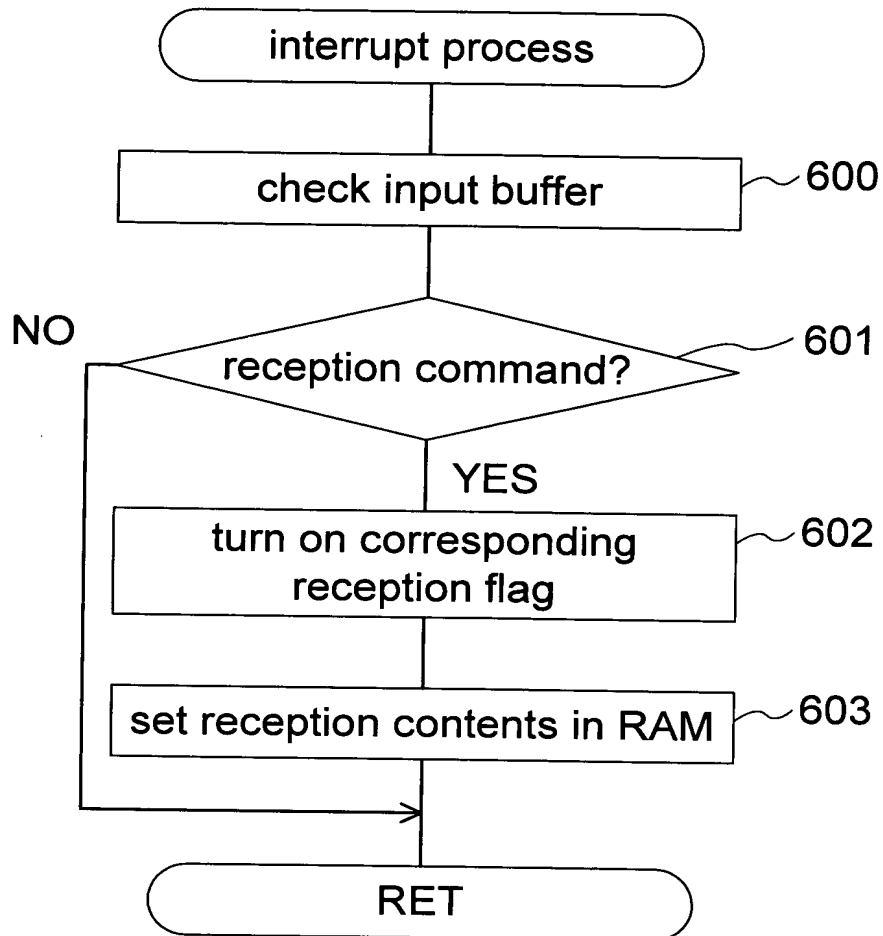 interrupt process
check input buffer
600
NO
reception command?
601
YES
turn on corresponding
reception flag
602
set reception contents in RAM
603
RET